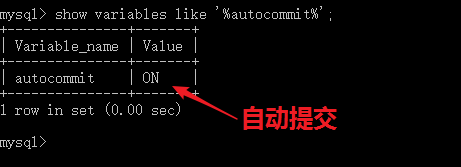 mysql> show variables like '%autocommit%';
+---------------+-------+
| Variable_name | Value |
+---------------+-------+
| autocommit    | ON    |
+---------------+-------+
1 row in set (0.00 sec)
自动提交
mysql>